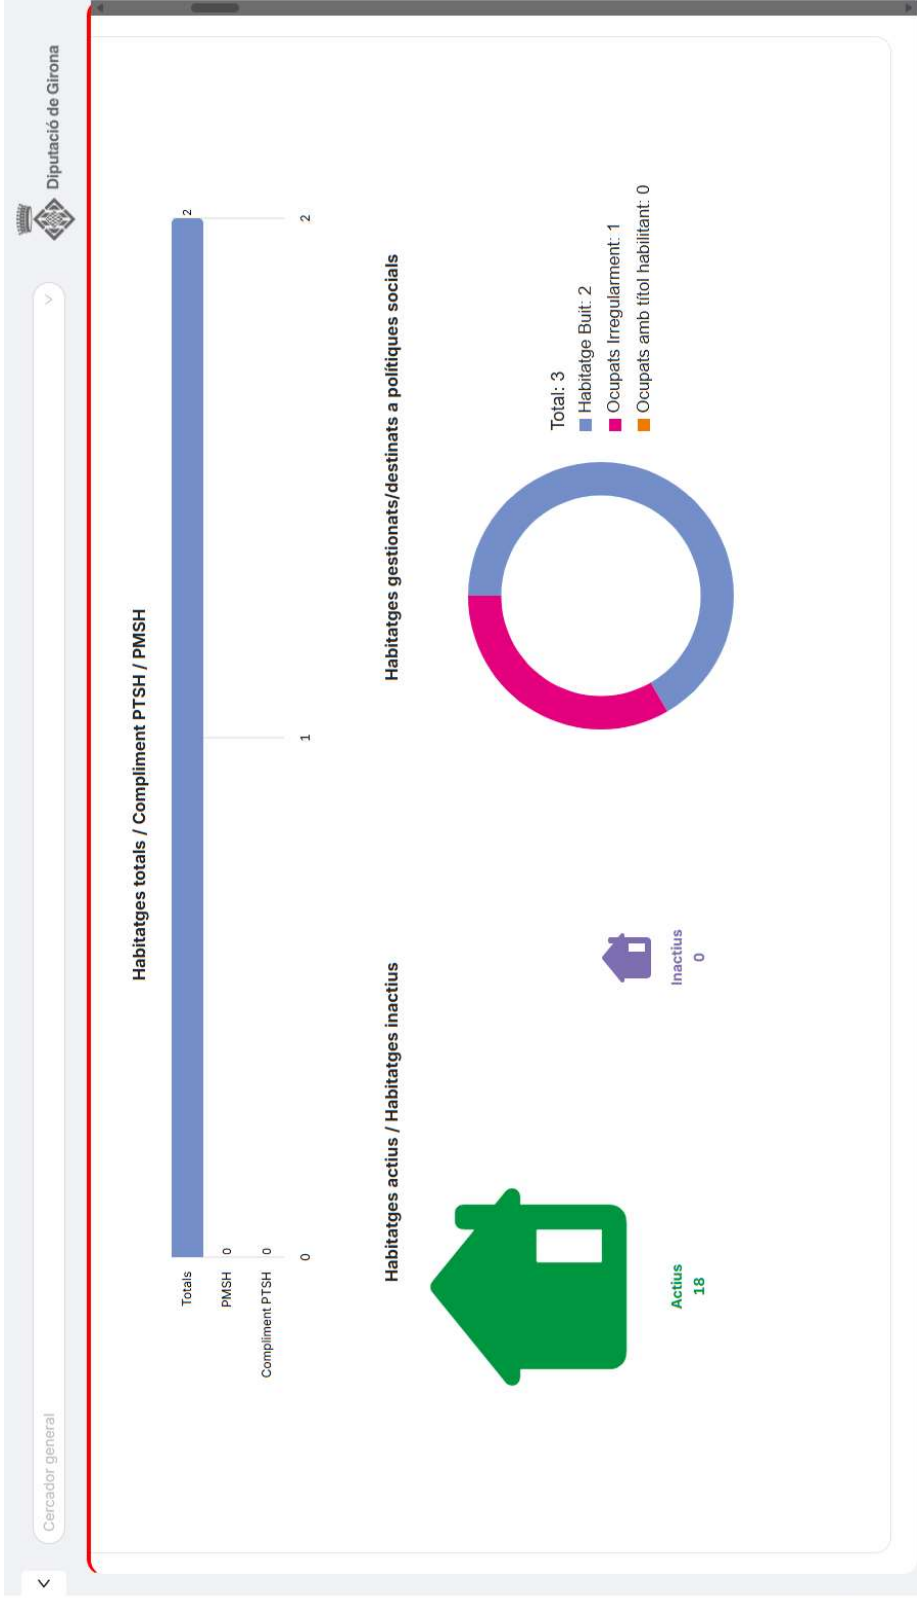 Cercador general
Diputació de Girona
Habitatges totals / Compliment PTSH / PMSH
Totals
2
PMSH
0
Compliment PTSH
0
0
1
2
Habitatges actius / Habitatges inactius
Actius
18
Inactius
0
Habitatges gestionats/destinats a polítiques socials
Total: 3
Habitatge Buit: 2
Ocupats Irregularment: 1
Ocupats amb títol habilitant: 0